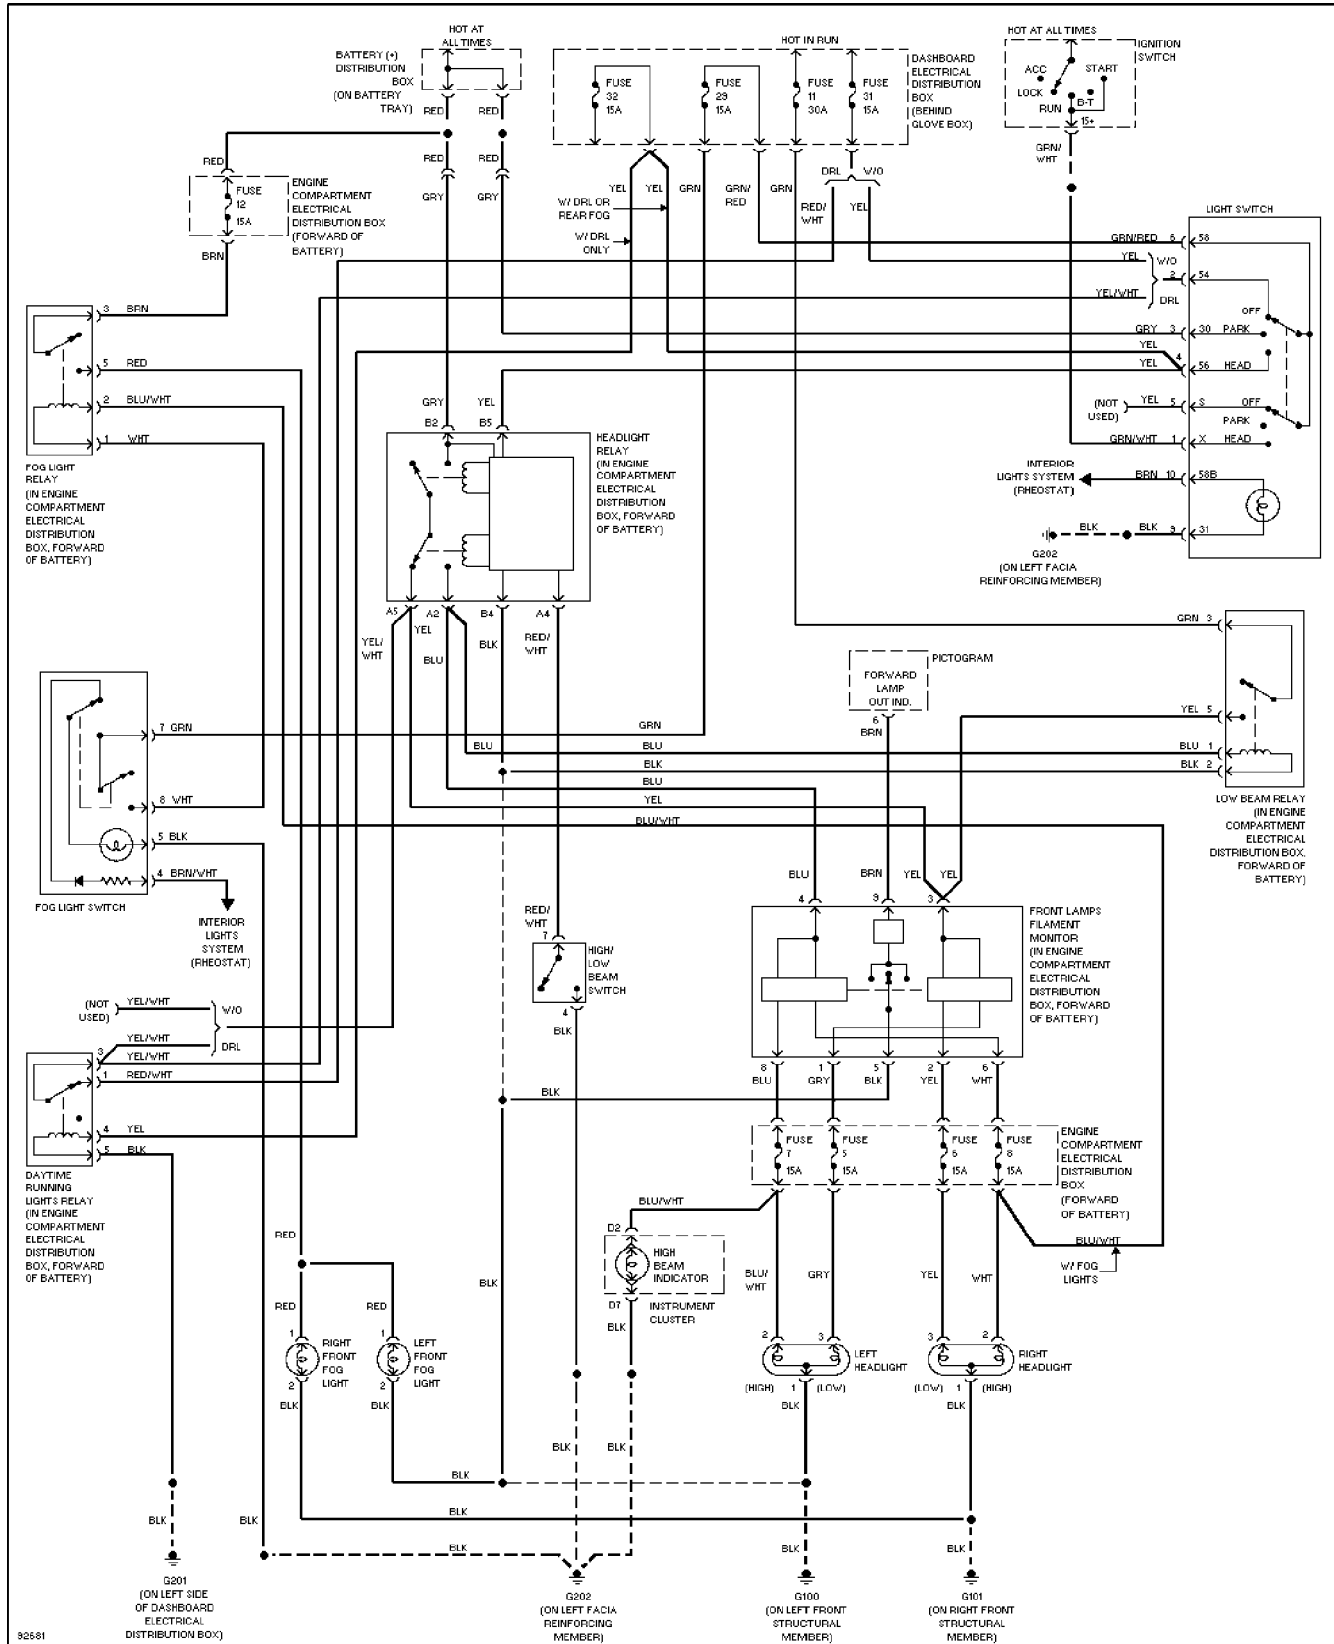 HOT AT
ALL TIMES
BATTERY (+)
DISTRIBUTION
BOX
(ON BATTERY
TRAY)
RED
RED
RED
RED
RED
GRY
GRY
FUSE
12
15A
ENGINE
COMPARTMENT
ELECTRICAL
DISTRIBUTION BOX
(FORWARD OF
BATTERY)
BRN
HOT IN RUN
FUSE
32
15A
FUSE
29
15A
FUSE
11
30A
FUSE
31
15A
DASHBOARD
ELECTRICAL
DISTRIBUTION
BOX
(BEHIND
GLOVE BOX)
HOT AT ALL TIMES
IGNITION
SWITCH
ACC
START
LOCK
B-T
RUN
15+
GRN/
WHT
YEL
YEL
GRN
GRN/
RED
GRN
DRL
W/O
RED/
WHT
YEL
W/ DRL OR
REAR FOG
W/ DRL
ONLY
LIGHT SWITCH
GRN/RED 6 58
YEL
W/O
2 54
YEL/WHT
DRL
OFF
GRY 3 30 PARK
YEL
4
YEL
56 HEAD
(NOT
USED)
YEL 5 S OFF
PARK
GRN/WHT 1 X HEAD
INTERIOR
LIGHTS SYSTEM
(RHEOSTAT)
BRN 10 58B
BLK
BLK 9 31
G202
(ON LEFT FACIA
REINFORCING MEMBER)
3 BRN
5 RED
2 BLU/WHT
1 WHT
FOG LIGHT
RELAY
(IN ENGINE
COMPARTMENT
ELECTRICAL
DISTRIBUTION
BOX, FORWARD
OF BATTERY)
GRY
YEL
B2
B5
HEADLIGHT
RELAY
(IN ENGINE
COMPARTMENT
ELECTRICAL
DISTRIBUTION
BOX, FORWARD
OF BATTERY)
A5
A2
B4
A4
YEL/
WHT
YEL
BLU
BLK
RED/
WHT
GRN 3
YEL 5
BLU 1
BLK 2
LOW BEAM RELAY
(IN ENGINE
COMPARTMENT
ELECTRICAL
DISTRIBUTION BOX,
FORWARD OF
BATTERY)
PICTOGRAM
FORWARD
LAMP
OUT IND.
6
BRN
7 GRN
8 WHT
5 BLK
4 BRN/WHT
FOG LIGHT SWITCH
INTERIOR
LIGHTS
SYSTEM
(RHEOSTAT)
GRN
BLU
BLU
BLK
BLU
YEL
BLU/WHT
BLU
BRN
YEL
YEL
4
9
3
FRONT LAMPS
FILAMENT
MONITOR
(IN ENGINE
COMPARTMENT
ELECTRICAL
DISTRIBUTION
BOX, FORWARD
OF BATTERY)
RED/
WHT
7
HIGH/
LOW
BEAM
SWITCH
4
BLK
8
1
5
2
6
BLU
GRY
BLK
YEL
WHT
BLK
(NOT
USED)
YEL/WHT
W/O
YEL/WHT
DRL
3
YEL/WHT
1
RED/WHT
4 YEL
5 BLK
DAYTIME
RUNNING
LIGHTS RELAY
(IN ENGINE
COMPARTMENT
ELECTRICAL
DISTRIBUTION
BOX, FORWARD
OF BATTERY)
FUSE
7
15A
FUSE
5
15A
FUSE
6
15A
FUSE
8
15A
ENGINE
COMPARTMENT
ELECTRICAL
DISTRIBUTION
BOX
(FORWARD
OF BATTERY)
BLU/WHT
D2
HIGH
BEAM
INDICATOR
D7
INSTRUMENT
CLUSTER
BLK
BLU/WHT
W/ FOG
LIGHTS
RED
BLK
BLU/
WHT
GRY
YEL
WHT
RED
RED
1
RIGHT
FRONT
FOG
LIGHT
2
BLK
1
LEFT
FRONT
FOG
LIGHT
2
BLK
2
3
LEFT
HEADLIGHT
(HIGH) 1 (LOW)
BLK
3
2
RIGHT
HEADLIGHT
(LOW) 1 (HIGH)
BLK
BLK
BLK
BLK
BLK
BLK
BLK
BLK
BLK
BLK
G201
(ON LEFT SIDE
OF DASHBOARD
ELECTRICAL
DISTRIBUTION BOX)
G202
(ON LEFT FACIA
REINFORCING
MEMBER)
G100
(ON LEFT FRONT
STRUCTURAL
MEMBER)
G101
(ON RIGHT FRONT
STRUCTURAL
MEMBER)
92681